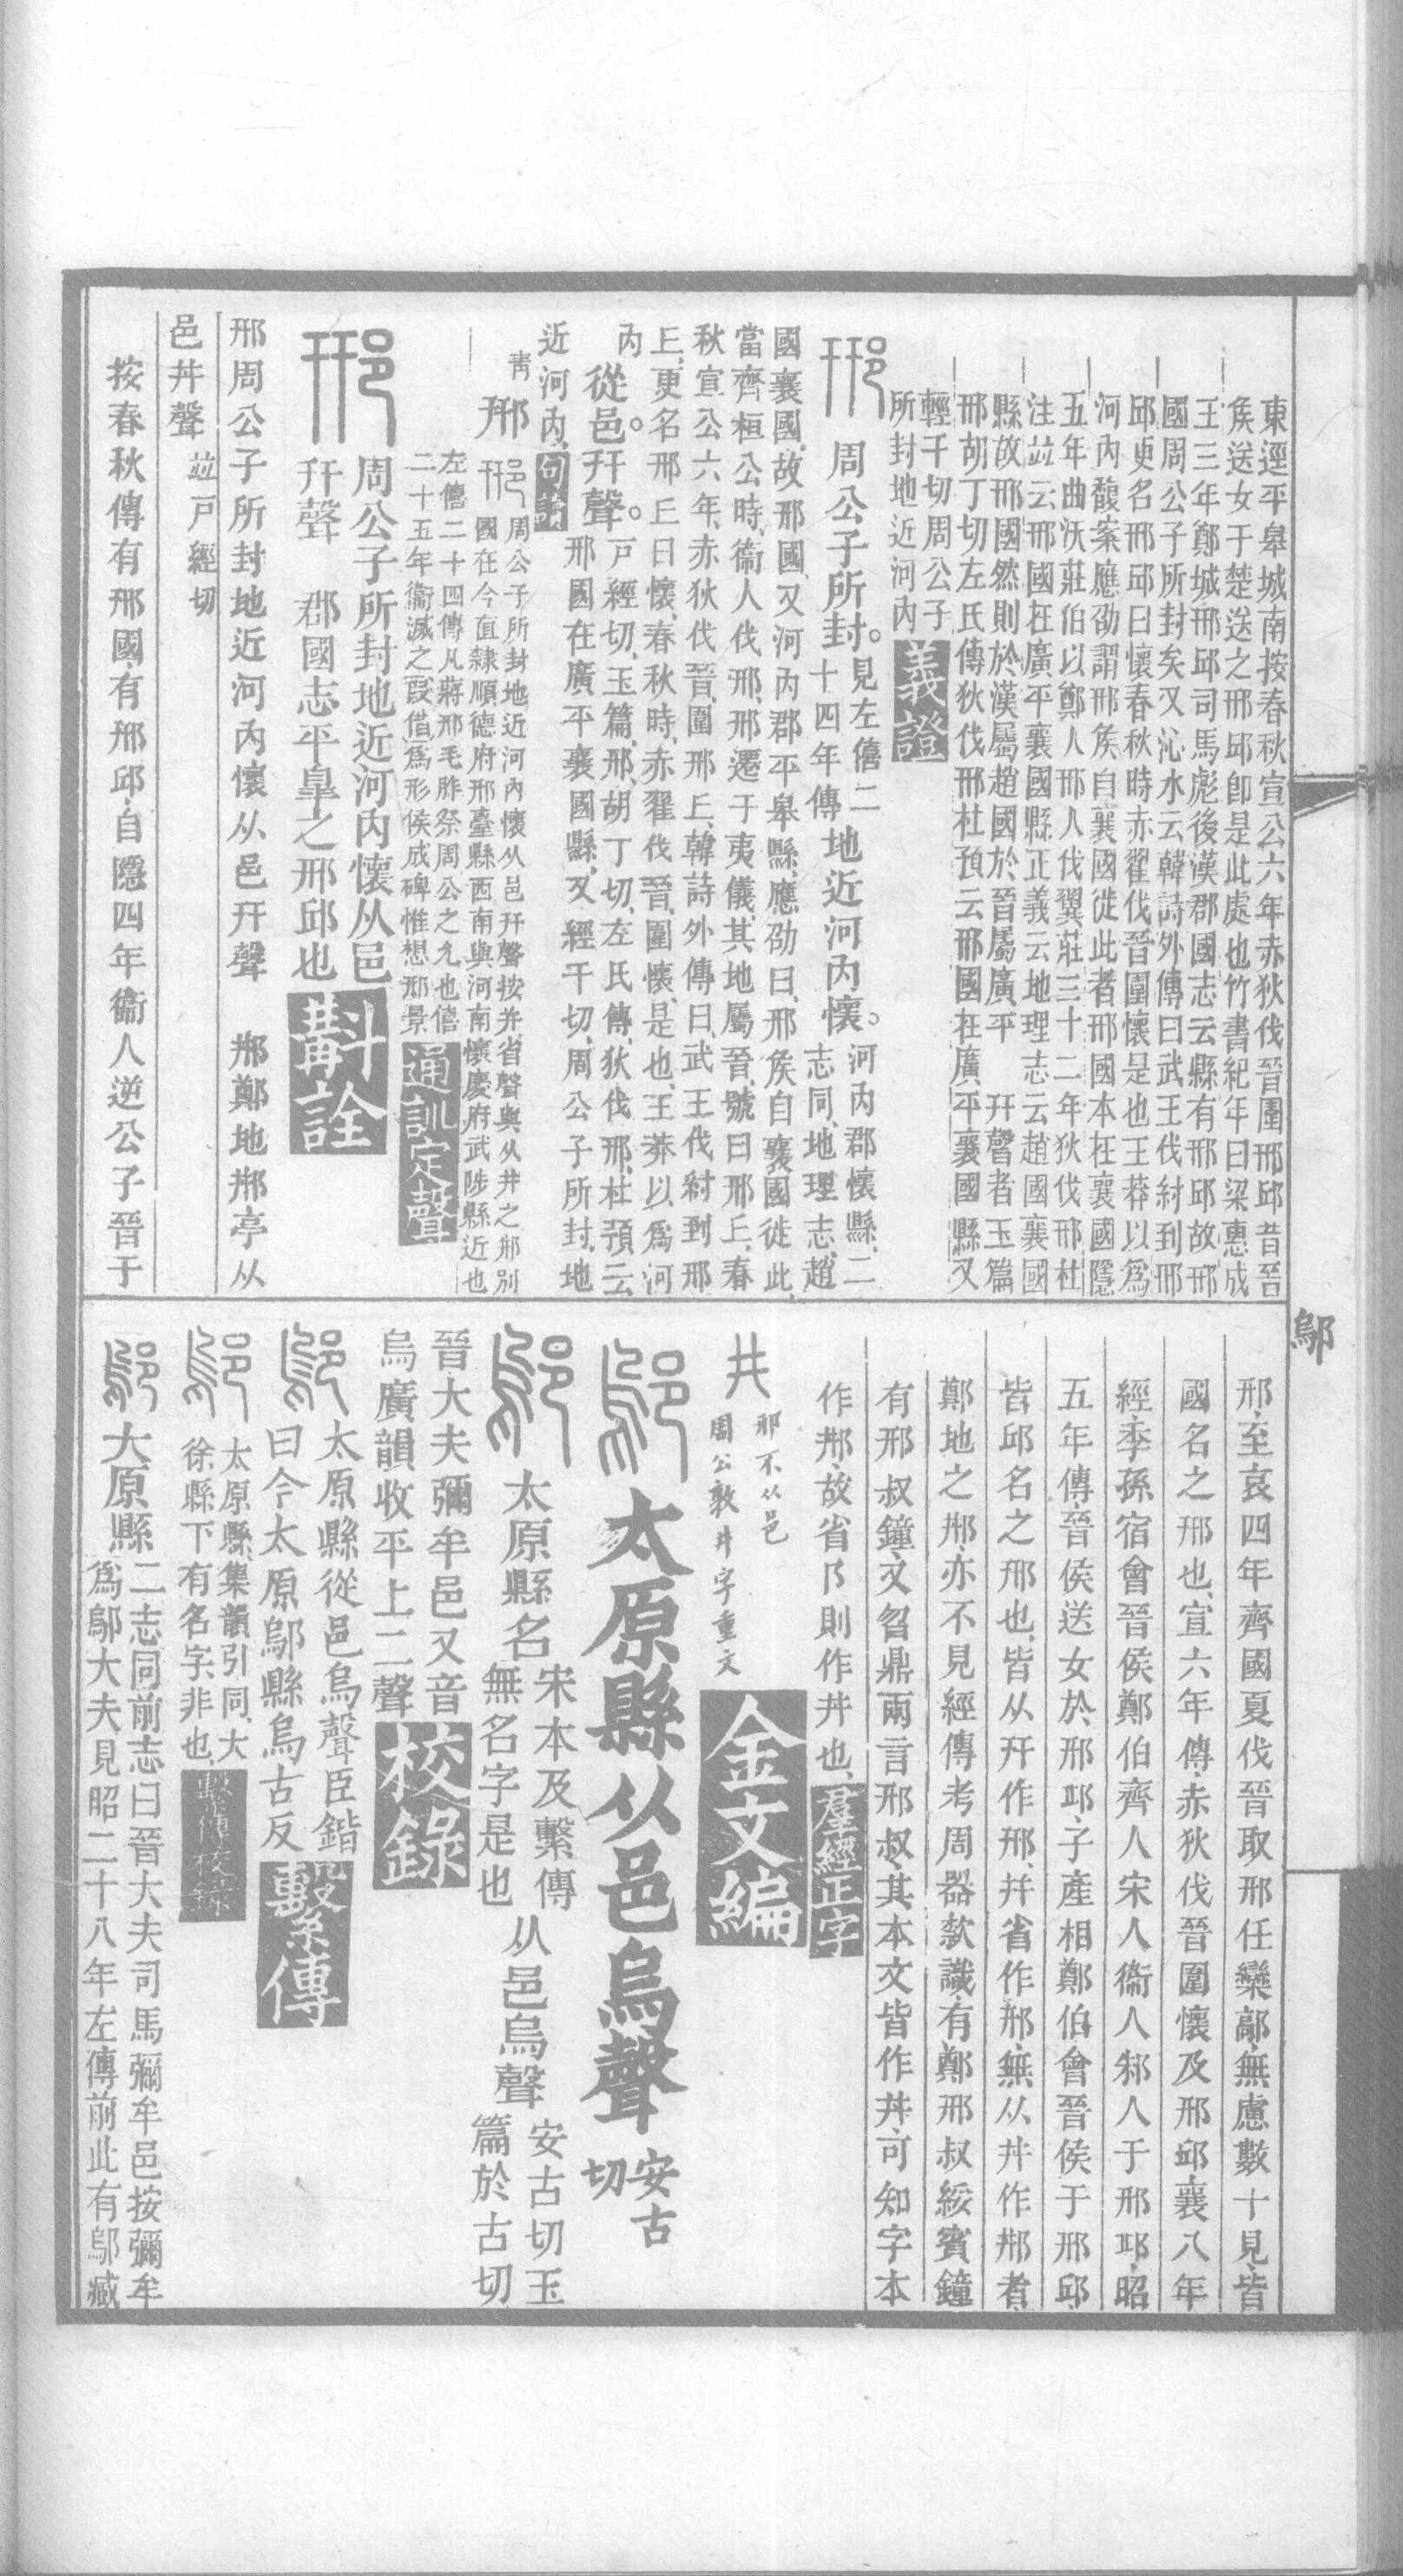 東逕平皋城南按春秋宣公六年赤狄伐晉圍邢邱昔晉
矦送女于楚送之邢邱卽是此處也竹書紀年曰梁惠成
王三年鄭城邢邱司馬彪後漢郡國志云縣有邢邱故邢
國周公子所封矣又沁水云韓詩外傳曰武王伐紂到邢
邱更名邢邱曰懷春秋時赤翟伐晉圍懷是也王莽以爲
河內馥案應劭謂邢矦自襄國徙此者邢國本在襄國隱
五年曲沃莊伯以鄭人邢人伐翼莊三十二年狄伐邢杜
注竝云邢國在廣平襄國縣正義云地理志云趙國襄國
縣故邢國然則於漢屬趙國於晉屬廣平 幵聲者玉篇
邢胡丁切左氏傳狄伐邢杜預云邢國在廣平襄國縣又
輕千切周公子
所封地近河內 義證
周公子所封。
見左僖二
十四年傳
地近河內懷。
河內郡懷縣、二
志同、地理志、趙
國襄國、故邢國、又河內郡平皋縣、應劭曰、邢矦自襄國徙此、
當齊桓公時、衞人伐邢、邢遷于夷儀、其地屬晉、號曰邢丘、春
秋宣公六年、赤狄伐晉、圍邢丘、韓詩外傳曰、武王伐紂到邢
丘、更名邢丘曰懷、春秋時、赤翟伐晉、圍懷、是也、王莽以爲河
內
從邑。幵聲。
戸經切、玉篇、邢、胡丁切、左氏傳、狄伐邢、杜預云
邢國在廣平襄國縣、又經千切、周公子所封、地
近河內、 句讀
靑 邢
周公子所封地近河內懷从邑幵聲按幷省聲與从井之郱別
國在今直隸順德府邢臺縣西南與河南懷慶府武陟縣近也
左僖二十四傳凡蔣邢毛胙祭周公之允也僖
二十五年衞滅之叚借爲形侯成碑惟想邢景 通訓定聲
周公子所封地近河內懷从邑
幵聲 郡國志平皐之邢邱也 斠詮
邢周公子所封地近河內懷从邑幵聲 郱鄭地郱亭从
邑井聲 竝戸經切
按春秋傳有邢國、有邢邱、自隱四年衞人逆公子晉于
鄔
邢、至哀四年齊國夏伐晉取邢任欒鄗、無慮數十見、皆
國名之邢也、宣六年傳、赤狄伐晉圍懷及邢邱、襄八年
經、季孫宿會晉侯鄭伯齊人宋人衞人邾人于邢邱、昭
五年傳、晉侯送女於邢邱、子產相鄭伯會晉侯于邢邱、
皆邱名之邢也、皆从幵作邢、幷省作邢、無从井作郱者、
鄭地之郱、亦不見經傳、考周器款識、有鄭邢叔綏賓鐘、
有邢叔鐘、文曶鼎兩言邢叔、其本文皆作井、可知字本
作郱、故省阝則作井也、 羣經正字
井
邢不从邑
周公敦井字重文 金文編
太原縣从邑烏聲
安古
切
太原縣名
宋本及繫傳
無名字是也
从邑烏聲
安古切玉
篇於古切
晉大夫彌牟邑又音
烏廣韻收平上二聲 校錄
太原縣從邑烏聲臣鍇
曰今太原鄔縣烏古反 繫傳
太原縣、集韻引同、大
徐縣下有名字、非也、 繫傳校錄
大原縣
二志同前志曰晉大夫司馬彌牟邑按彌牟
爲鄔大夫見昭二十八年左傳前此有鄔臧